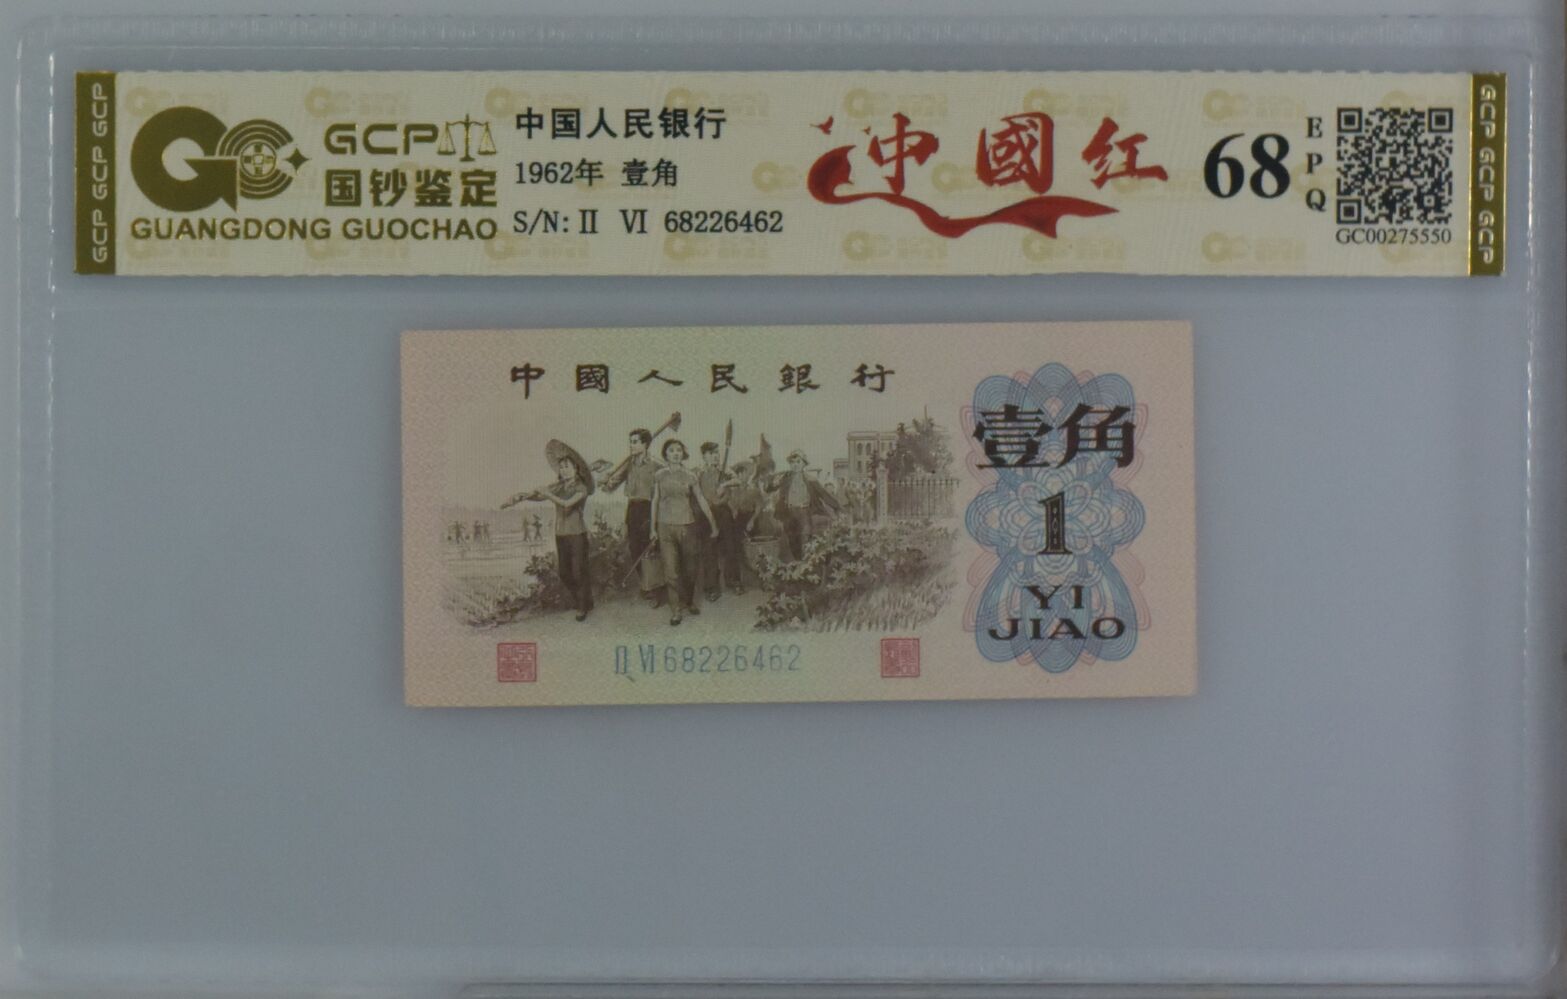 GCP GCP GCP
GCP
国钞鉴定
GUANGDONG GUOCHAO
中国人民银行
1962年 壹角
S/N: II VI 68226462
中國红
68
EPQ
GC00275550
GCP GCP GCP
中國人民銀行
壹角
1
YI
JIAO
II VI 68226462